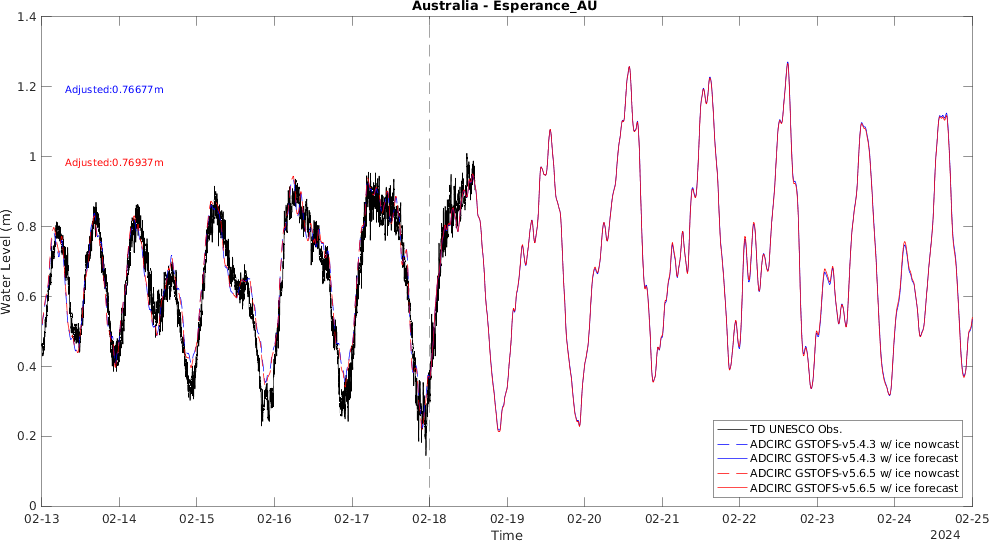 Australia - Esperance_AU
1.4
1.2
1
0.8
0.6
0.4
0.2
0
Water Level (m)
Adjusted:0.76677m
Adjusted:0.76937m
TD UNESCO Obs.
ADCIRC GSTOFS-v5.4.3 w/ ice nowcast
ADCIRC GSTOFS-v5.4.3 w/ ice forecast
ADCIRC GSTOFS-v5.6.5 w/ ice nowcast
ADCIRC GSTOFS-v5.6.5 w/ ice forecast
02-13 02-14 02-15 02-16 02-17 02-18 02-19 02-20 02-21 02-22 02-23 02-24 02-25
Time
2024